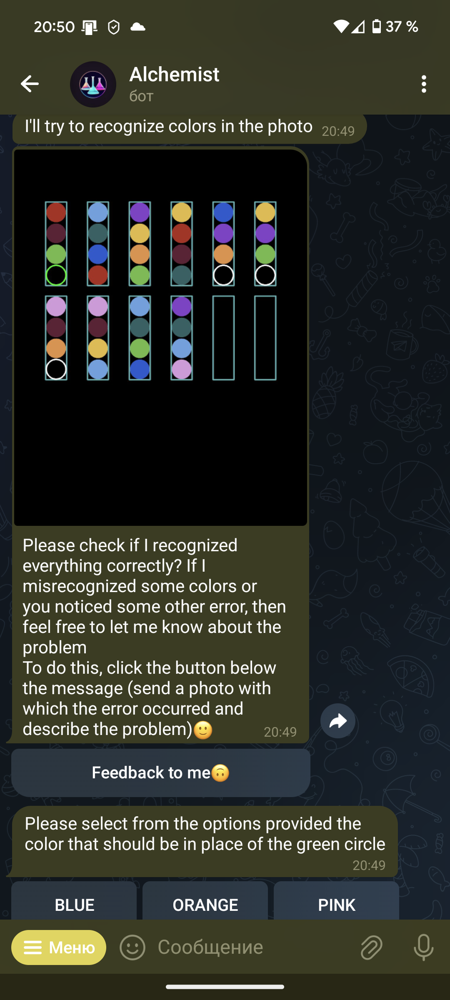 20:50
37 %
Alchemist
бот
I'll try to recognize colors in the photo 20:49
Please check if I recognized
everything correctly? If I
misrecognized some colors or
you noticed some other error, then
feel free to let me know about the
problem
To do this, click the button below
the message (send a photo with
which the error occurred and
describe the problem)🙂 20:49
Feedback to me🙃
Please select from the options provided the
color that should be in place of the green circle
20:49
BLUE ORANGE PINK
Меню Сообщение